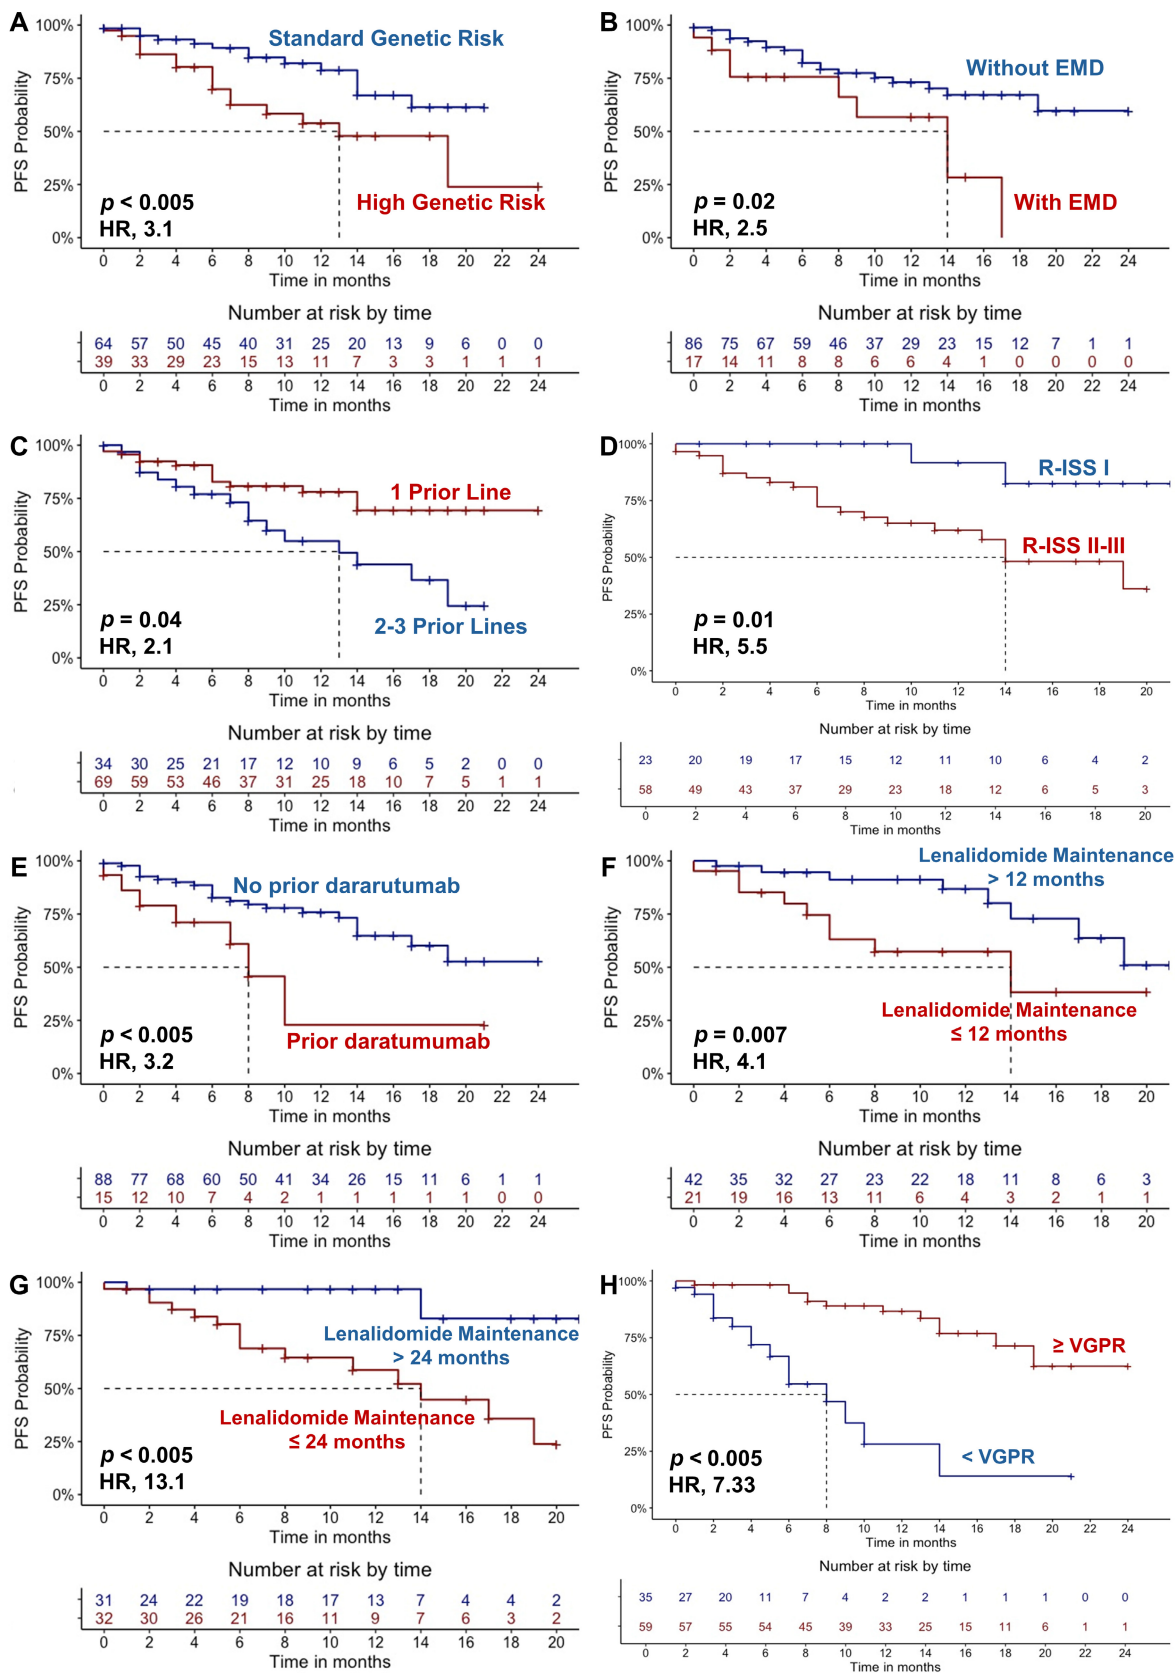 A
100%
75%
50%
25%
0%
PFS Probability
Standard Genetic Risk
High Genetic Risk
p < 0.005
HR, 3.1
0 2 4 6 8 10 12 14 16 18 20 22 24
Time in months
Number at risk by time
64 57 50 45 40 31 25 20 13 9 6 0 0
39 33 29 23 15 13 11 7 3 3 1 1 1
0 2 4 6 8 10 12 14 16 18 20 22 24
Time in months
B
100%
75%
50%
25%
0%
PFS Probability
Without EMD
With EMD
p = 0.02
HR, 2.5
0 2 4 6 8 10 12 14 16 18 20 22 24
Time in months
Number at risk by time
86 75 67 59 46 37 29 23 15 12 7 1 1
17 14 11 8 8 6 6 4 1 0 0 0 0
0 2 4 6 8 10 12 14 16 18 20 22 24
Time in months
C
100%
75%
50%
25%
0%
PFS Probability
1 Prior Line
2-3 Prior Lines
p = 0.04
HR, 2.1
0 2 4 6 8 10 12 14 16 18 20 22 24
Time in months
Number at risk by time
34 30 25 21 17 12 10 9 6 5 2 0 0
69 59 53 46 37 31 25 18 10 7 5 1 1
0 2 4 6 8 10 12 14 16 18 20 22 24
Time in months
D
100%
75%
50%
25%
0%
PFS Probability
R-ISS I
R-ISS II-III
p = 0.01
HR, 5.5
0 2 4 6 8 10 12 14 16 18 20
Time in months
Number at risk by time
23 20 19 17 15 12 11 10 6 4 2
58 49 43 37 29 23 18 12 6 5 3
0 2 4 6 8 10 12 14 16 18 20
Time in months
E
100%
75%
50%
25%
0%
PFS Probability
No prior dararutumab
Prior daratumumab
p < 0.005
HR, 3.2
0 2 4 6 8 10 12 14 16 18 20 22 24
Time in months
Number at risk by time
88 77 68 60 50 41 34 26 15 11 6 1 1
15 12 10 7 4 2 1 1 1 1 1 0 0
0 2 4 6 8 10 12 14 16 18 20 22 24
Time in months
F
100%
75%
50%
25%
0%
PFS Probability
Lenalidomide Maintenance
> 12 months
Lenalidomide Maintenance
≤ 12 months
p = 0.007
HR, 4.1
0 2 4 6 8 10 12 14 16 18 20
Time in months
Number at risk by time
42 35 32 27 23 22 18 11 8 6 3
21 19 16 13 11 6 4 3 2 1 1
0 2 4 6 8 10 12 14 16 18 20
Time in months
G
100%
75%
50%
25%
0%
PFS Probability
Lenalidomide Maintenance
> 24 months
Lenalidomide Maintenance
≤ 24 months
p < 0.005
HR, 13.1
0 2 4 6 8 10 12 14 16 18 20
Time in months
Number at risk by time
31 24 22 19 18 17 13 7 4 4 2
32 30 26 21 16 11 9 7 6 3 2
0 2 4 6 8 10 12 14 16 18 20
Time in months
H
100%
75%
50%
25%
0%
PFS Probability
≥ VGPR
< VGPR
p < 0.005
HR, 7.33
0 2 4 6 8 10 12 14 16 18 20 22 24
Time in months
Number at risk by time
35 27 20 11 7 4 2 2 1 1 1 0 0
59 57 55 54 45 39 33 25 15 11 6 1 1
0 2 4 6 8 10 12 14 16 18 20 22 24
Time in months